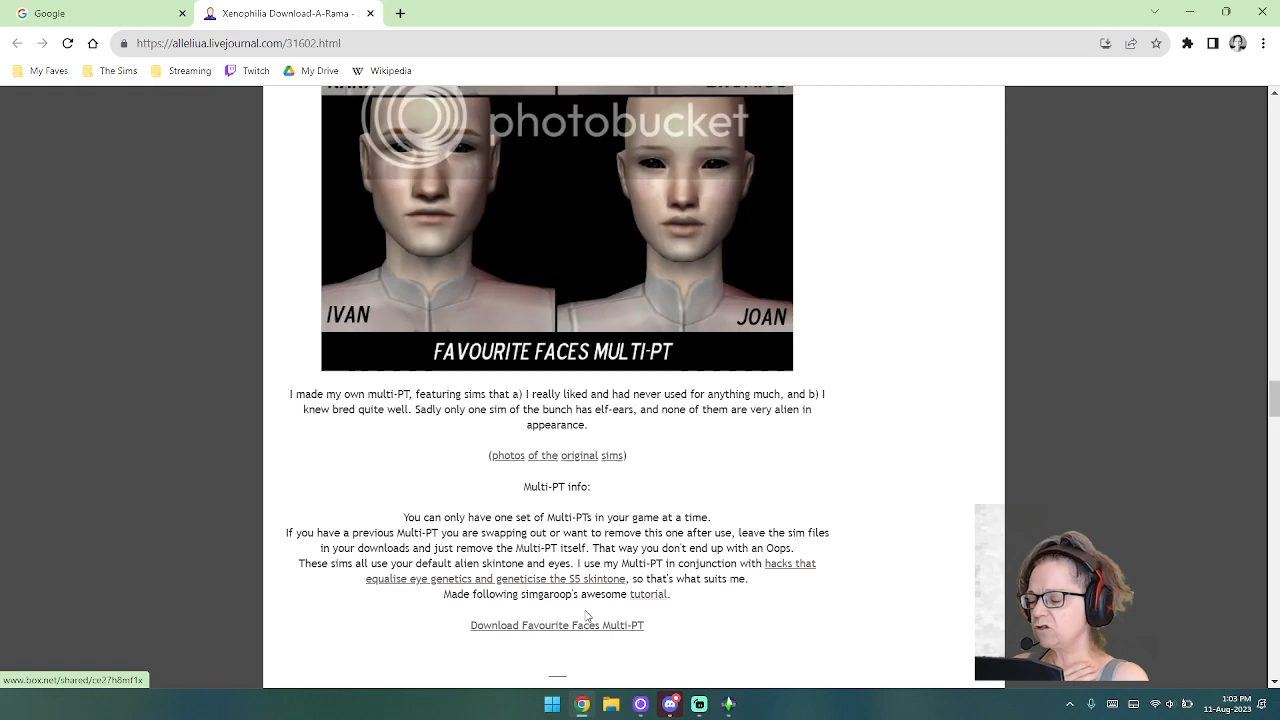 Google
Xenophilia - Alendorama -
https://allelua.livejournal.com/31602.html
My Faves
The Sims
Streaming
Twitch
My Drive
Wikipedia
photobucket
IVAN
JOAN
FAVOURITE FACES MULTI-PT
I made my own multi-PT, featuring sims that a) I really liked and had never used for anything much, and b) I
knew bred quite well. Sadly only one sim of the bunch has elf-ears, and none of them are very alien in
appearance.
(photos of the original sims)
Multi-PT info:
You can only have one set of Multi-PTs in your game at a time.
If you have a previous Multi-PT you are swapping out or want to remove this one after use, leave the sim files
in your downloads and just remove the Multi-PT itself. That way you don't end up with an Oops.
These sims all use your default alien skintone and eyes. I use my Multi-PT in conjunction with hacks that
equalise eye genetics and geneticise the S5 skintone, so that's what suits me.
Made following simgaroop's awesome tutorial.
Download Favourite Faces Multi-PT
www.box.net/shared/ce27h8mf1x
1:03 PM
11-Aug-2023